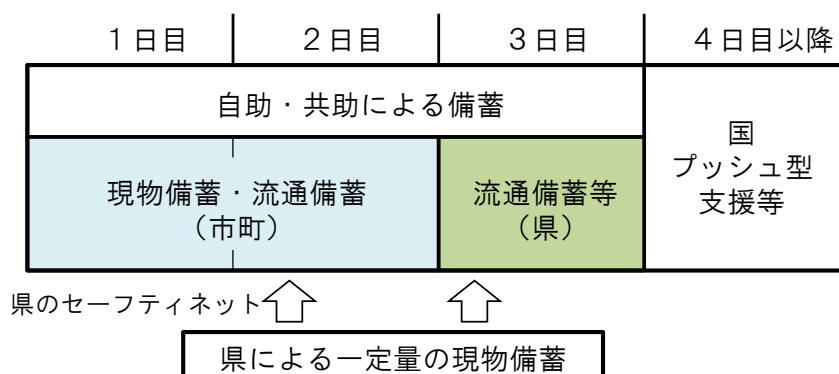 １日目 ２日目 ３日目 ４日目以降
自助・共助による備蓄
現物備蓄・流通備蓄
（市町）
流通備蓄等
（県）
国
プッシュ型
支援等
県のセーフティネット
県による一定量の現物備蓄